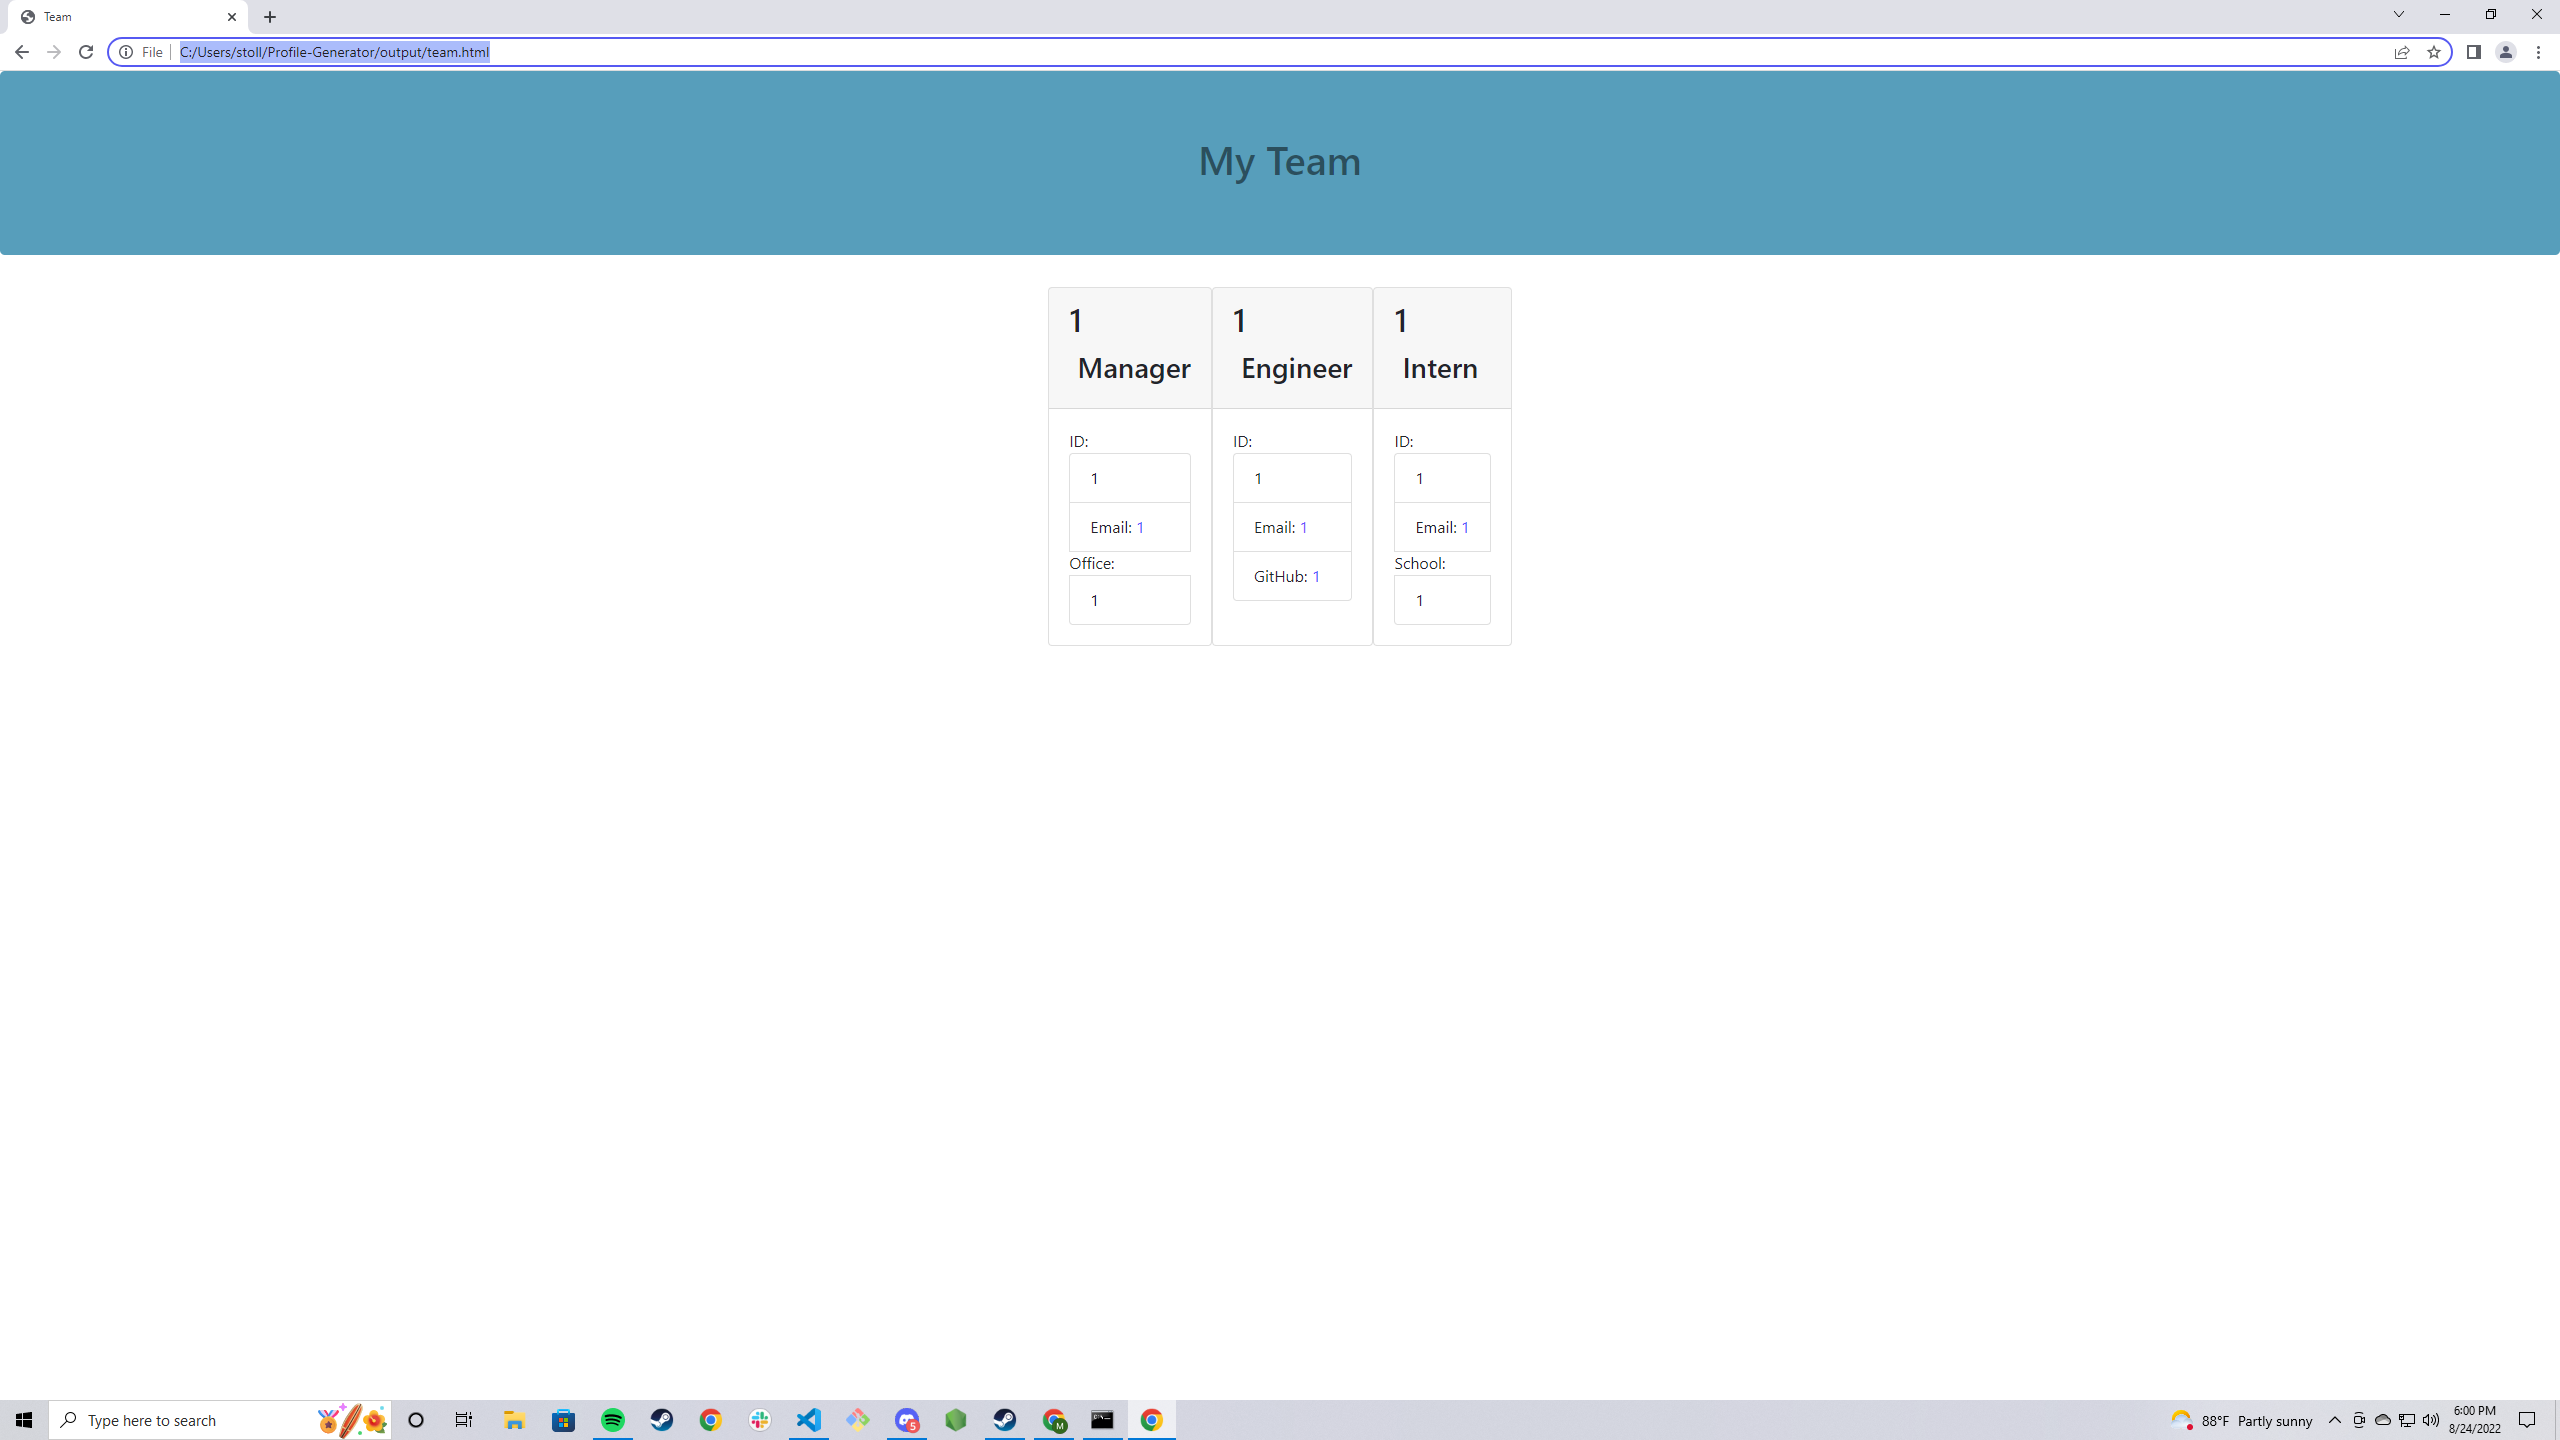 Team
File
C:/Users/stoll/Profile-Generator/output/team.html
My Team
1
Manager
ID:
1
Email: 1
Office:
1
1
Engineer
ID:
1
Email: 1
GitHub: 1
1
Intern
ID:
1
Email: 1
School:
1
Type here to search
5
M
88°F Partly sunny
6:00 PM
8/24/2022